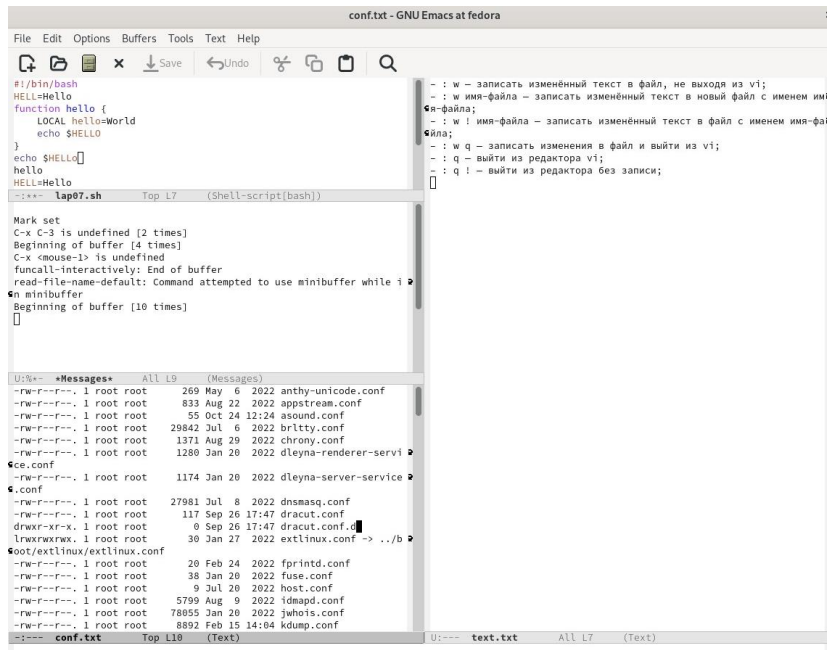 conf.txt - GNU Emacs at fedora
File Edit Options Buffers Tools Text Help
Save Undo
#!/bin/bash
HELL=Hello
function hello {
    LOCAL hello=World
    echo $HELLO
}
echo $HELLo
hello
HELL=Hello
-:**- lap07.sh Top L7 (Shell-script[bash])
Mark set
C-x C-3 is undefined [2 times]
Beginning of buffer [4 times]
C-x <mouse-1> is undefined
funcall-interactively: End of buffer
read-file-name-default: Command attempted to use minibuffer while i
n minibuffer
Beginning of buffer [10 times]
U:%*- *Messages* All L9 (Messages)
-rw-r--r--. 1 root root 269 May 6 2022 anthy-unicode.conf
-rw-r--r--. 1 root root 833 Aug 22 2022 appstream.conf
-rw-r--r--. 1 root root 55 Oct 24 12:24 asound.conf
-rw-r--r--. 1 root root 29842 Jul 6 2022 brltty.conf
-rw-r--r--. 1 root root 1371 Aug 29 2022 chrony.conf
-rw-r--r--. 1 root root 1280 Jan 20 2022 dleyna-renderer-servi
ce.conf
-rw-r--r--. 1 root root 1174 Jan 20 2022 dleyna-server-service
.conf
-rw-r--r--. 1 root root 27981 Jul 8 2022 dnsmasq.conf
-rw-r--r--. 1 root root 117 Sep 26 17:47 dracut.conf
drwxr-xr-x. 1 root root 0 Sep 26 17:47 dracut.conf.d
lrwxrwxrwx. 1 root root 30 Jan 27 2022 extlinux.conf -> ../b
oot/extlinux/extlinux.conf
-rw-r--r--. 1 root root 20 Feb 24 2022 fprintd.conf
-rw-r--r--. 1 root root 38 Jan 20 2022 fuse.conf
-rw-r--r--. 1 root root 9 Jul 20 2022 host.conf
-rw-r--r--. 1 root root 5799 Aug 9 2022 idmapd.conf
-rw-r--r--. 1 root root 78055 Jan 20 2022 jwhois.conf
-rw-r--r--. 1 root root 8892 Feb 15 14:04 kdump.conf
-:--- conf.txt Top L10 (Text)
- : w — записать изменённый текст в файл, не выходя из vi;
- : w имя-файла — записать изменённый текст в новый файл с именем им
я-файла;
- : w ! имя-файла — записать изменённый текст в файл с именем имя-фа
йла;
- : w q — записать изменения в файл и выйти из vi;
- : q — выйти из редактора vi;
- : q ! — выйти из редактора без записи;
U:--- text.txt All L7 (Text)